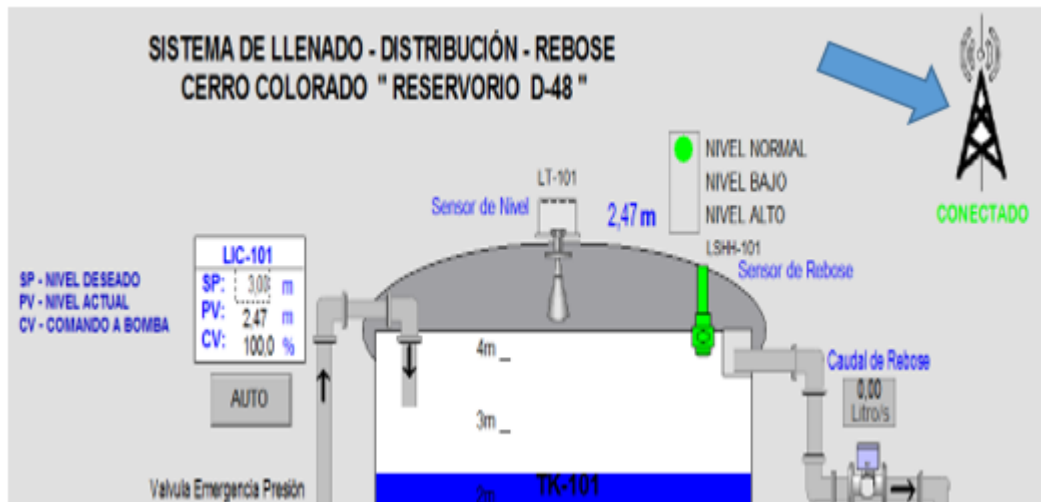 SISTEMA DE LLENADO - DISTRIBUCIÓN - REBOSE
CERRO COLORADO " RESERVORIO D-48 "
CONECTADO
NIVEL NORMAL
NIVEL BAJO
NIVEL ALTO
LT-101
Sensor de Nivel
2,47 m
LSHH-101
Sensor de Rebose
LIC-101
SP: 3,00 m
PV: 2,47 m
CV: 100,0 %
SP - NIVEL DESEADO
PV - NIVEL ACTUAL
CV - COMANDO A BOMBA
AUTO
4m
3m
2m
TK-101
Caudal de Rebose
0,00
Litro/s
Valvula Emergencia Presión